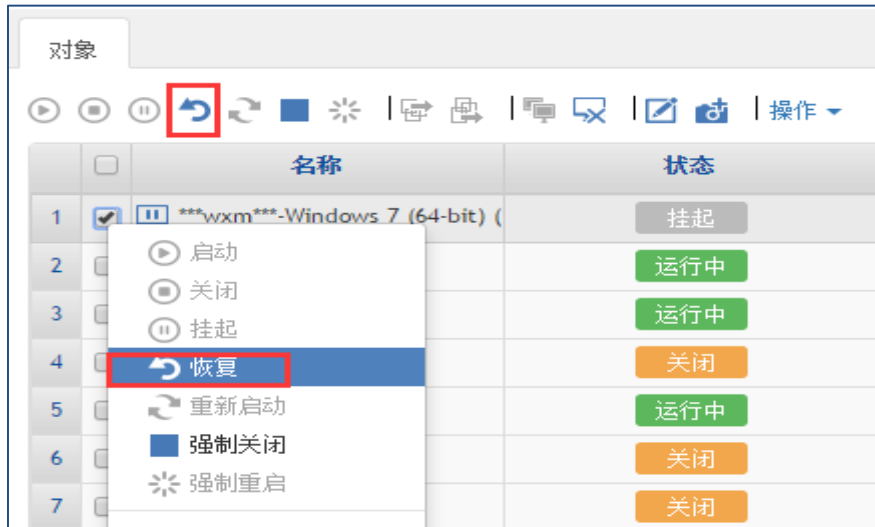 对象
操作
名称 状态
1 ***wxm***-Windows 7 (64-bit) ( 挂起
启动
2 运行中
关闭
3 运行中
挂起
4 关闭
恢复
重新启动
5 运行中
强制关闭
6 关闭
强制重启
7 关闭